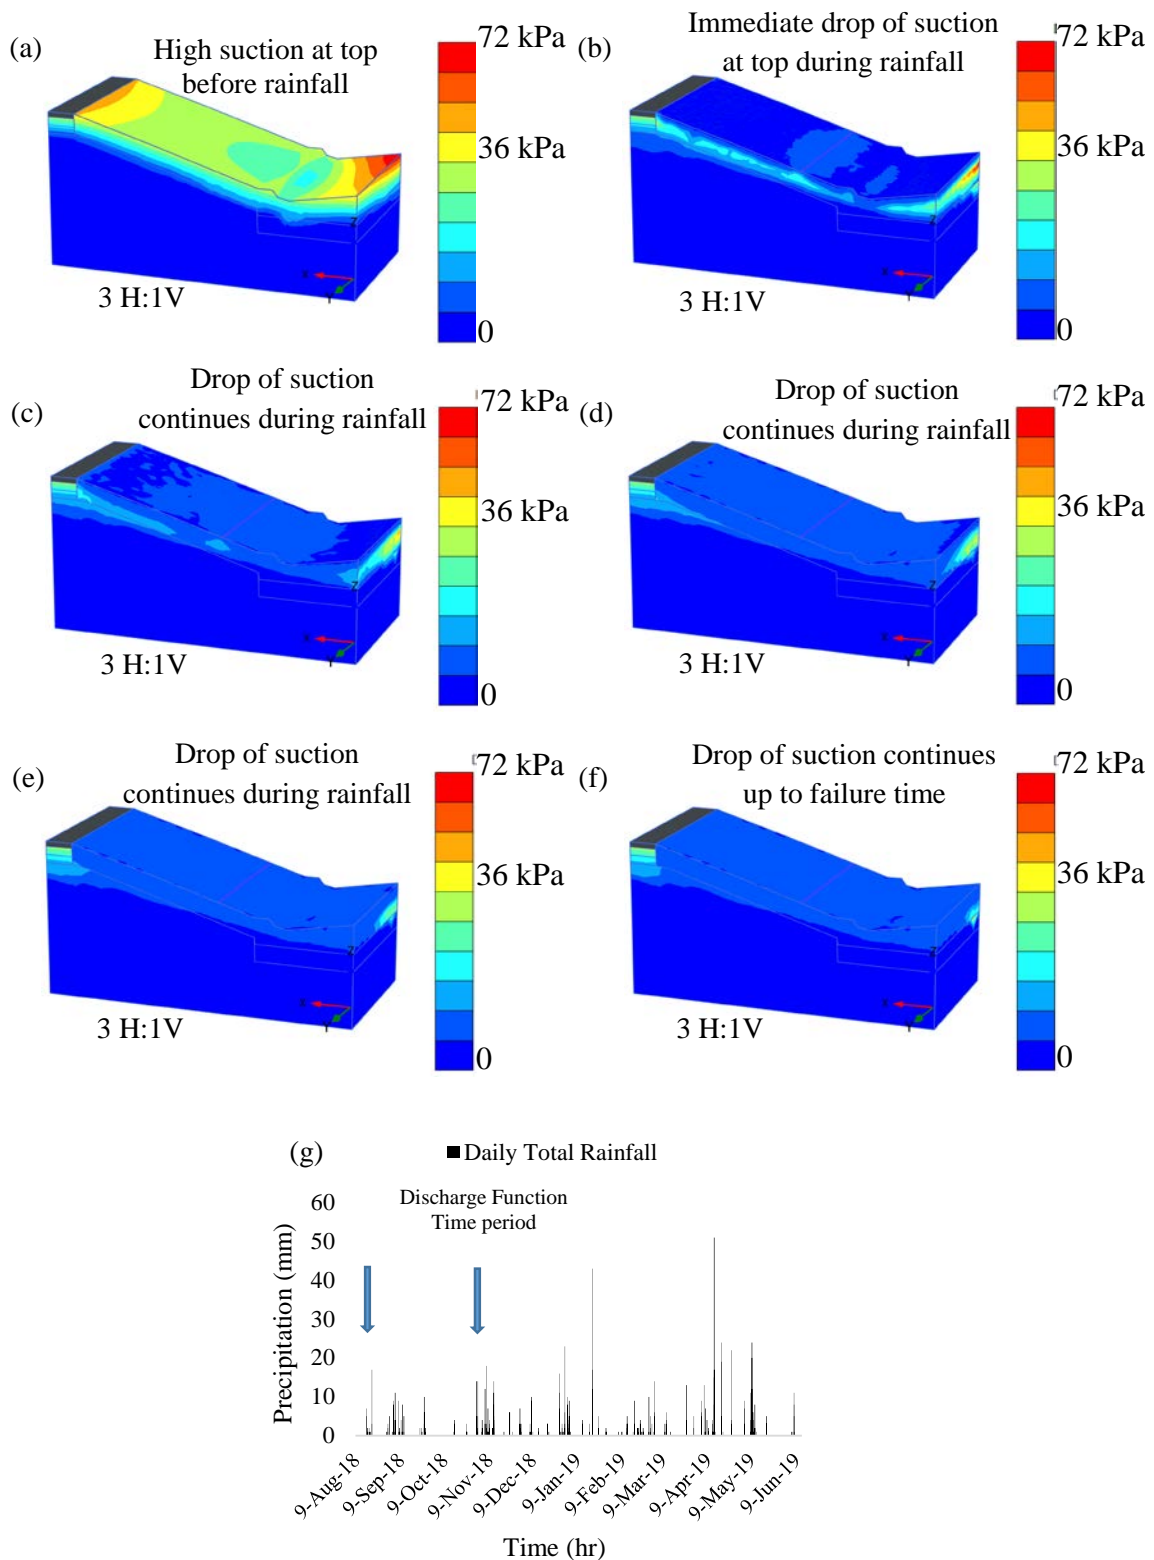 (a)
High suction at top
before rainfall
72 kPa
36 kPa
0
Z
X
Y
3 H:1V
(b)
Immediate drop of suction
at top during rainfall
72 kPa
36 kPa
0
Z
X
Y
3 H:1V
(c)
Drop of suction
continues during rainfall
72 kPa
36 kPa
0
Z
X
Y
3 H:1V
(d)
Drop of suction
continues during rainfall
72 kPa
36 kPa
0
Z
X
Y
3 H:1V
(e)
Drop of suction
continues during rainfall
72 kPa
36 kPa
0
Z
X
Y
3 H:1V
(f)
Drop of suction continues
up to failure time
72 kPa
36 kPa
0
Z
X
Y
3 H:1V
(g)
Daily Total Rainfall
Discharge Function
Time period
Precipitation (mm)
60
50
40
30
20
10
0
9-Aug-18
9-Sep-18
9-Oct-18
9-Nov-18
9-Dec-18
9-Jan-19
9-Feb-19
9-Mar-19
9-Apr-19
9-May-19
9-Jun-19
Time (hr)